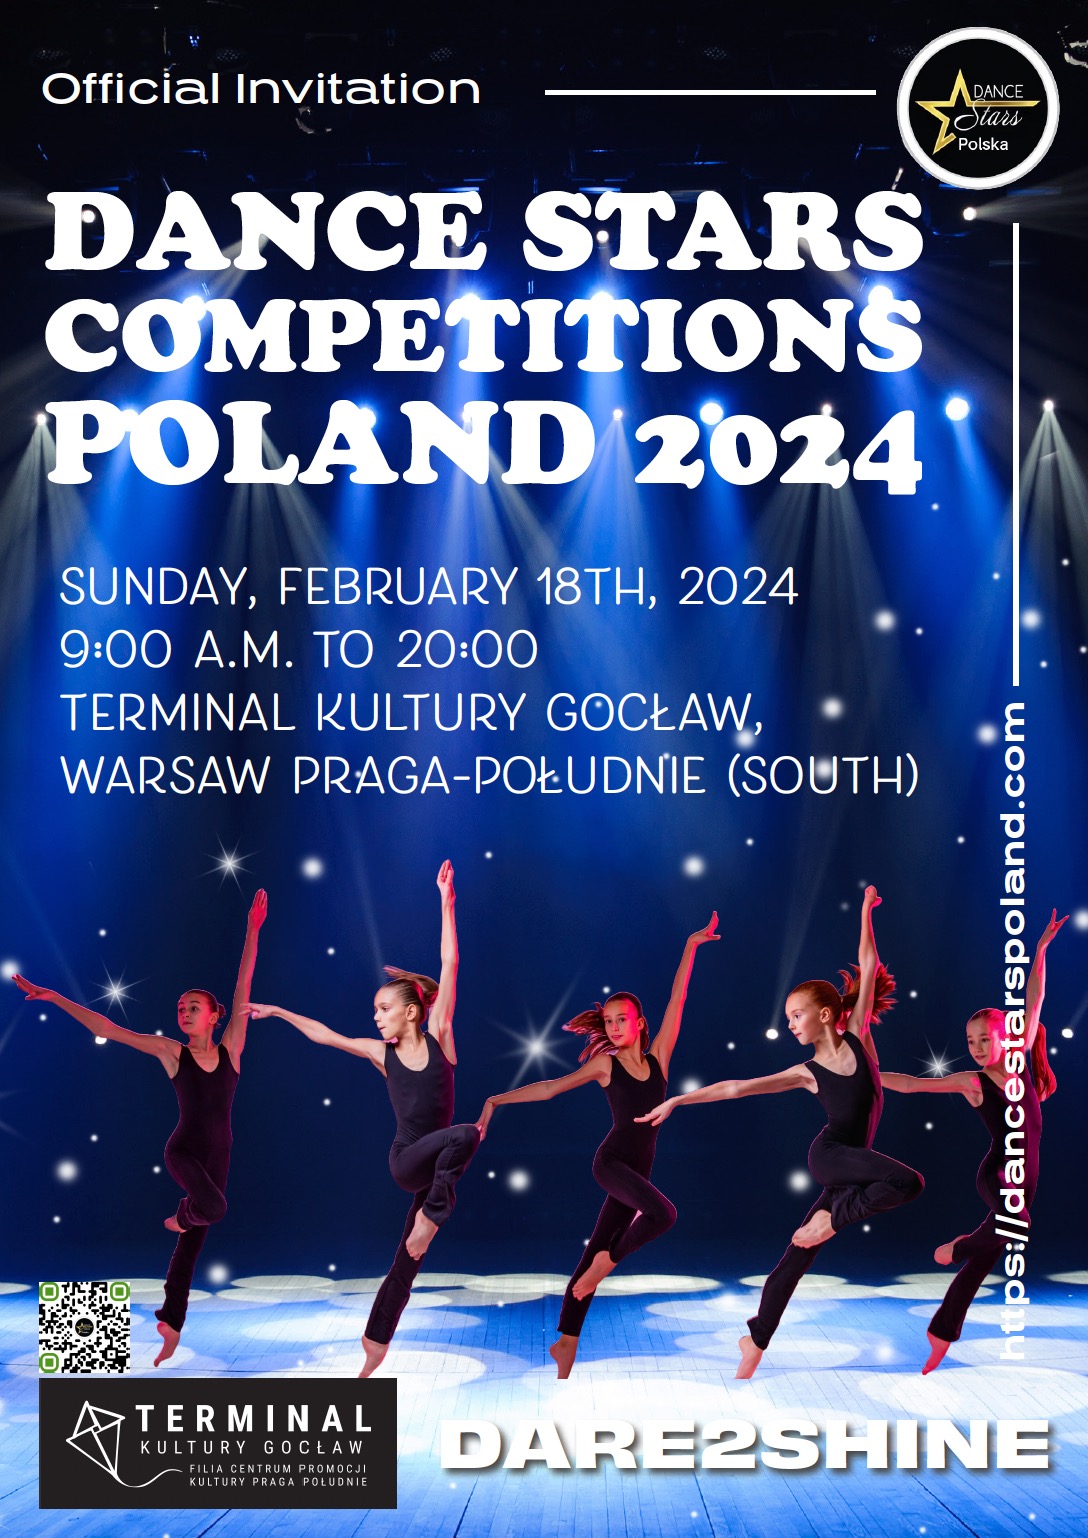 Official Invitation
DANCE
Stars
Polska
DANCE STARS
COMPETITIONS
POLAND 2024
SUNDAY, FEBRUARY 18TH, 2024
9:00 A.M. TO 20:00
TERMINAL KULTURY GOCŁAW,
WARSAW PRAGA-POŁUDNIE (SOUTH)
https://dancestarspoland.com
TERMINAL
KULTURY GOCŁAW
FILIA CENTRUM PROMOCJI
KULTURY PRAGA POŁUDNIE
DARE2SHINE